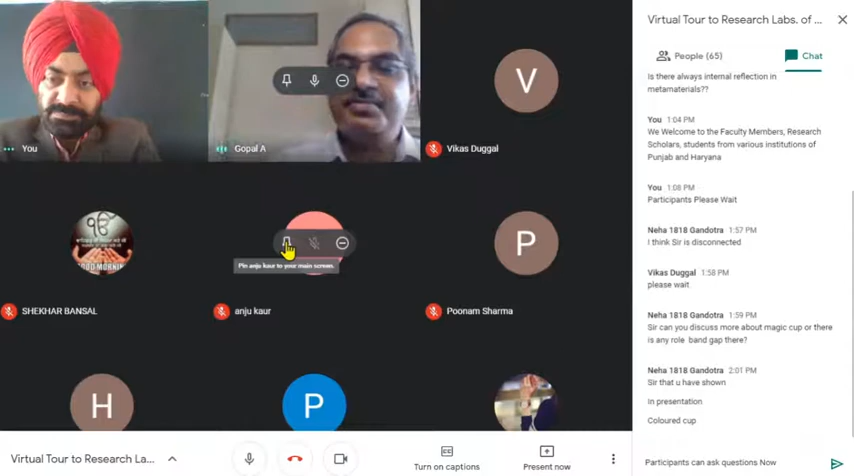 You
Gopal A
V
Vikas Duggal
GOOD MORNING
SHEKHAR BANSAL
Pin anju kaur to your main screen.
anju kaur
P
Poonam Sharma
H
P
Virtual Tour to Research La...
Turn on captions
Present now
Virtual Tour to Research Labs. of ...
People (65)
Chat
Is there always internal reflection in
metamaterials??
You 1:04 PM
We Welcome to the Faculty Members, Research
Scholars, students from various institutions of
Punjab and Haryana
You 1:08 PM
Participants Please Wait
Neha 1818 Gandotra 1:57 PM
I think Sir is disconnected
Vikas Duggal 1:58 PM
please wait
Neha 1818 Gandotra 1:59 PM
Sir can you discuss more about magic cup or there
is any role band gap there?
Neha 1818 Gandotra 2:01 PM
Sir that u have shown
In presentation
Coloured cup
Participants can ask questions Now